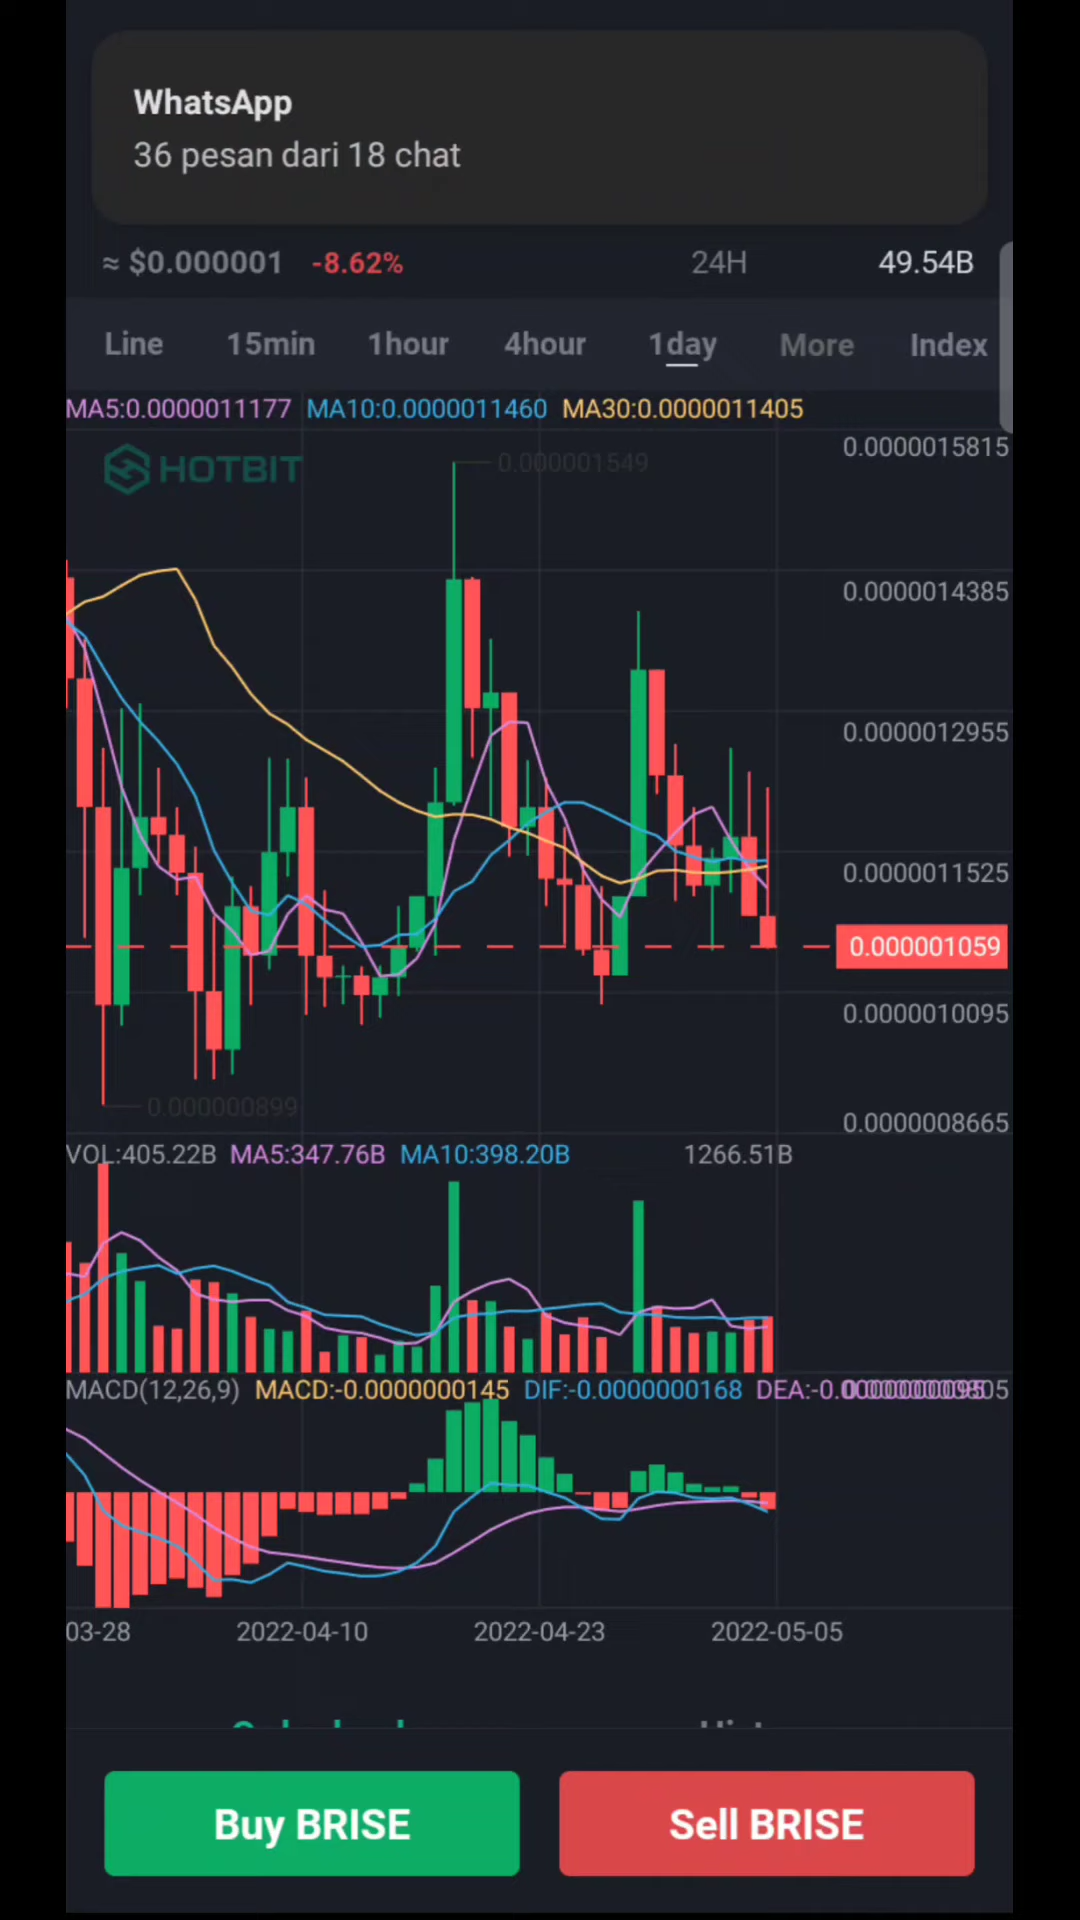 WhatsApp
36 pesan dari 18 chat
≈ $0.000001 -8.62% 24H 49.54B
Line 15min 1hour 4hour 1day More Index
MA5:0.0000011177 MA10:0.0000011460 MA30:0.0000011405
0.0000015815
HOTBIT
0.000001549
0.0000014385
0.0000012955
0.0000011525
0.000001059
0.0000010095
0.000000899
0.0000008665
VOL:405.22B MA5:347.76B MA10:398.20B 1266.51B
MACD(12,26,9) MACD:-0.0000000145 DIF:-0.0000000168 DEA:
03-28 2022-04-10 2022-04-23 2022-05-05
Buy BRISE Sell BRISE